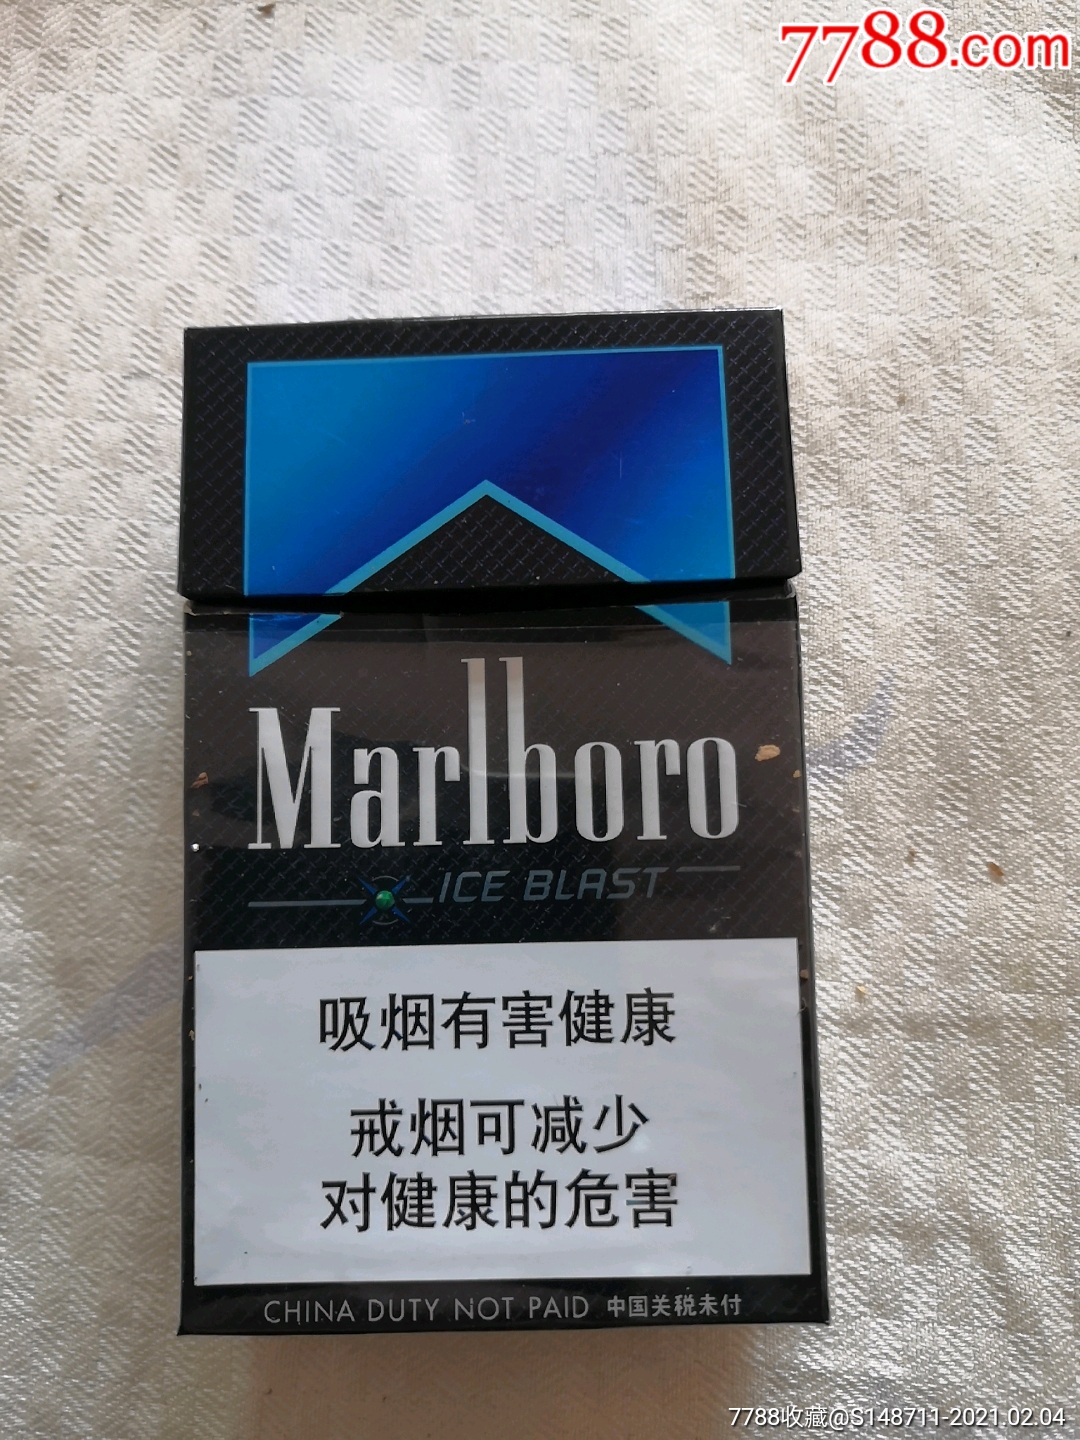 7788.com
Marlboro
ICE BLAST
吸烟有害健康
戒烟可减少
对健康的危害
CHINA DUTY NOT PAID 中国关税未付
7788收藏@S148711-2021.02.04